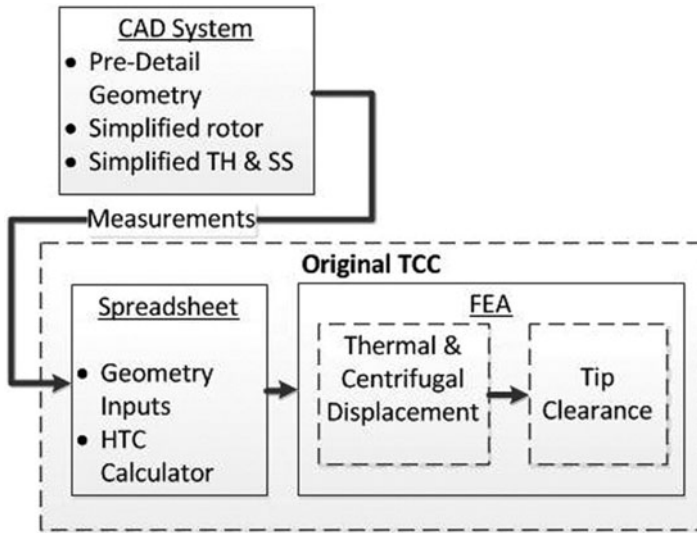 CAD System
• Pre-Detail
Geometry
• Simplified rotor
• Simplified TH & SS
Measurements
Original TCC
Spreadsheet
• Geometry
Inputs
• HTC
Calculator
FEA
Thermal &
Centrifugal
Displacement
Tip
Clearance